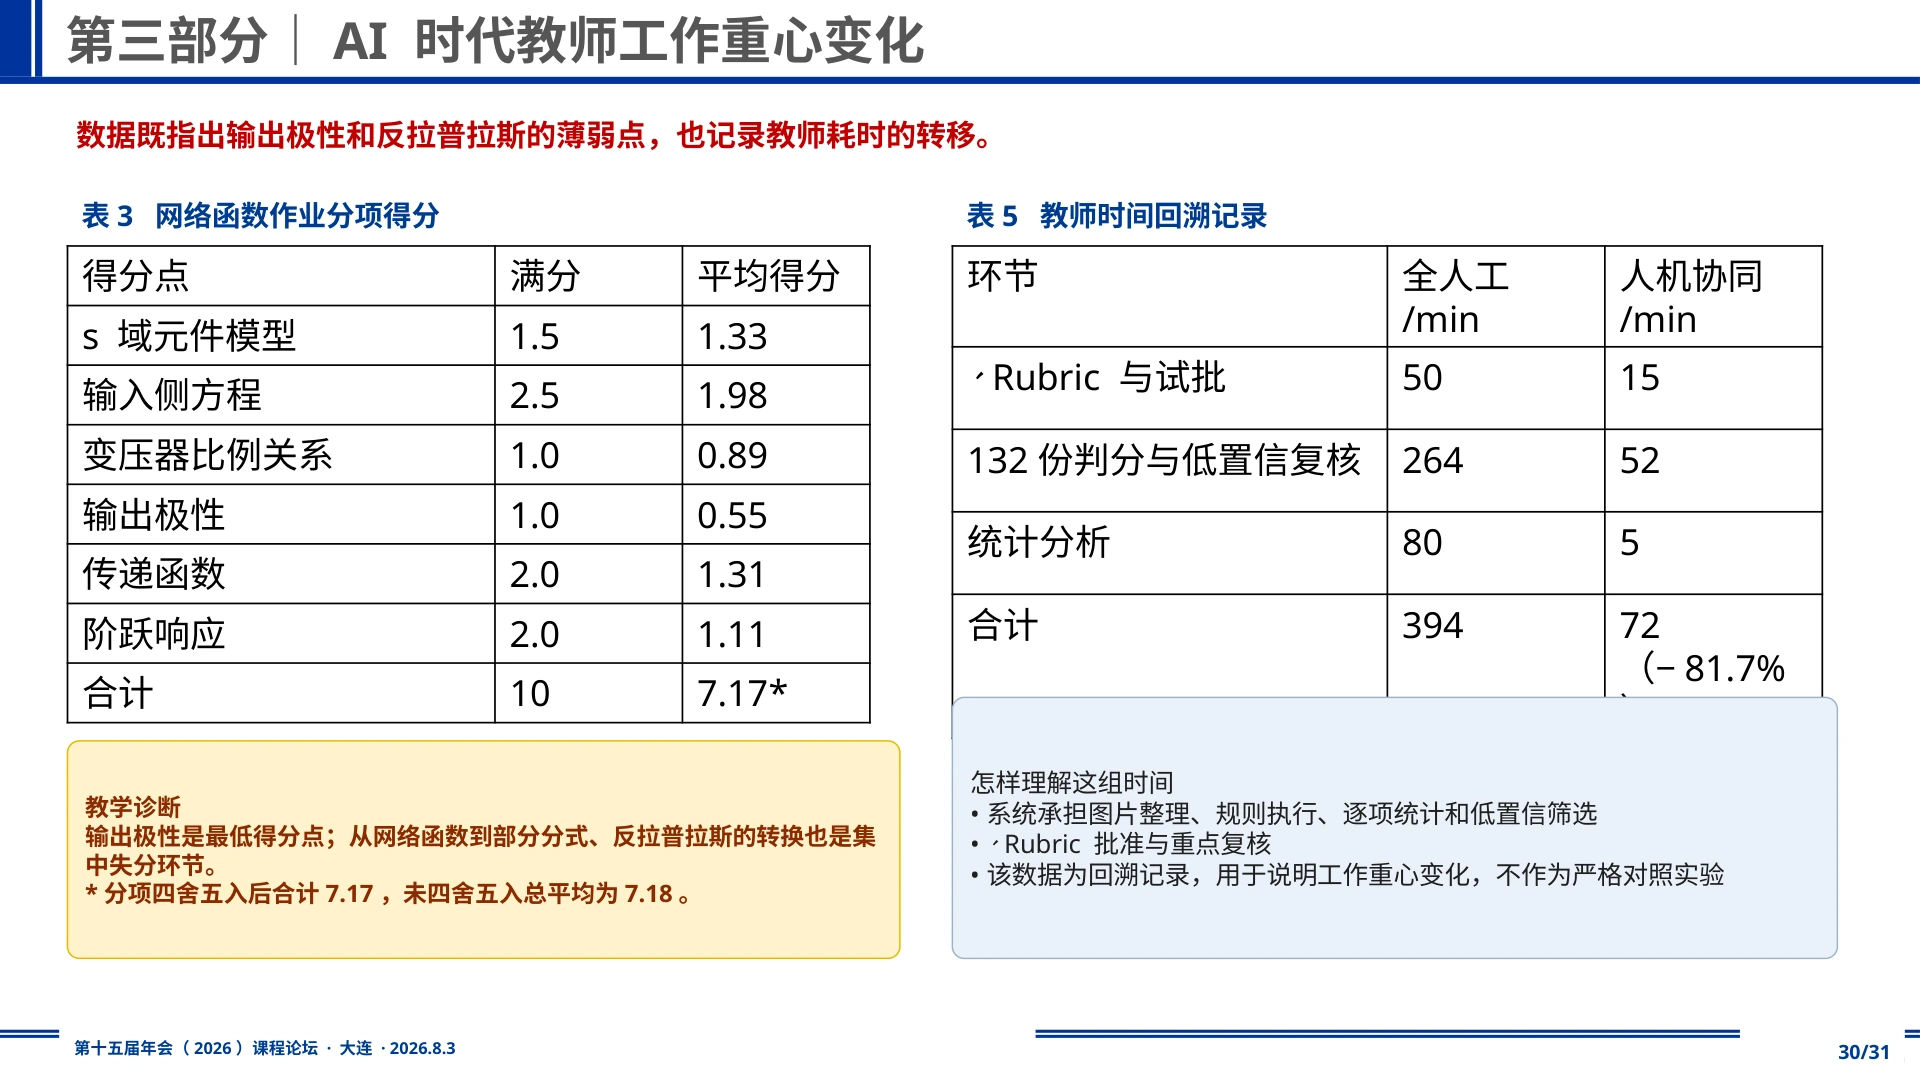 第三部分｜ AI 时代教师工作重心变化
数据既指出输出极性和反拉普拉斯的薄弱点，也记录教师耗时的转移。
表 3 网络函数作业分项得分
得分点 满分 平均得分
s 域元件模型 1.5 1.33
输入侧方程 2.5 1.98
变压器比例关系 1.0 0.89
输出极性 1.0 0.55
传递函数 2.0 1.31
阶跃响应 2.0 1.11
合计 10 7.17*
教学诊断
输出极性是最低得分点；从网络函数到部分分式、反拉普拉斯的转换也是集
中失分环节。
* 分项四舍五入后合计 7.17 ，未四舍五入总平均为 7.18 。
表 5 教师时间回溯记录
环节 全人工 人机协同
/min /min
Rubric 与试批 50 15
132 份判分与低置信复核 264 52
统计分析 80 5
合计 394 72
（− 81.7%
怎样理解这组时间
• 系统承担图片整理、规则执行、逐项统计和低置信筛选
• Rubric 批准与重点复核
• 该数据为回溯记录，用于说明工作重心变化，不作为严格对照实验
第十五届年会（ 2026 ）课程论坛 · 大连 · 2026.8.3
30/31